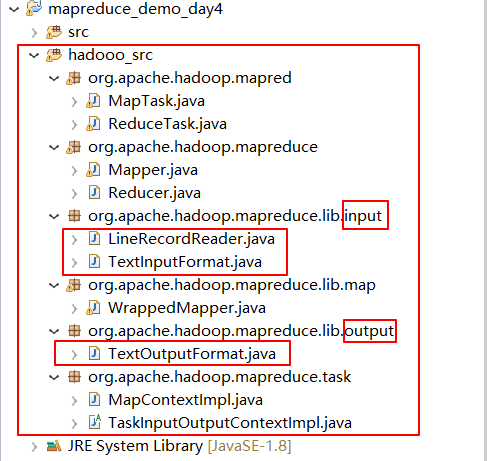 mapreduce_demo_day4
src
hadooo_src
org.apache.hadoop.mapred
MapTask.java
ReduceTask.java
org.apache.hadoop.mapreduce
Mapper.java
Reducer.java
org.apache.hadoop.mapreduce.lib.input
LineRecordReader.java
TextInputFormat.java
org.apache.hadoop.mapreduce.lib.map
WrappedMapper.java
org.apache.hadoop.mapreduce.lib.output
TextOutputFormat.java
org.apache.hadoop.mapreduce.task
MapContextImpl.java
TaskInputOutputContextImpl.java
JRE System Library [JavaSE-1.8]